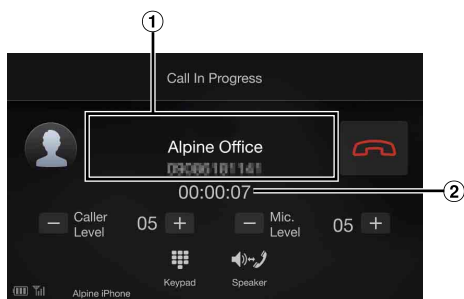 1
Call In Progress
Alpine Office
00:00:07
2
− Caller Level 05 +
− Mic. Level 05 +
Keypad
Speaker
Alpine iPhone